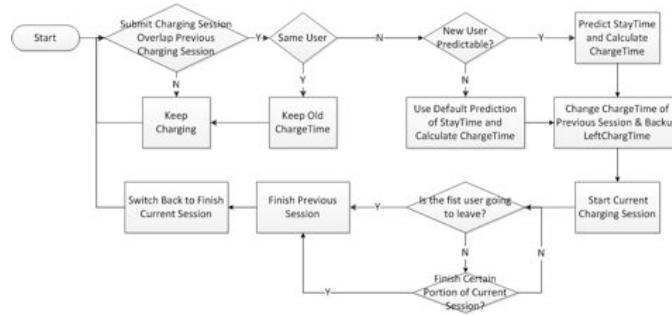 Submit Charging Session
Overlap Previous
Charging Session
Start
Y
Same User
N
New User
Predictable?
Y
Predict StayTime
and Calculate
ChargeTime
N
Y
N
Keep
Charging
Keep Old
ChargeTime
Use Default Prediction
of StayTime and
Calculate ChargeTime
Change ChargeTime of
Previous Session & Backu
LeftChargTime
Switch Back to Finish
Current Session
Finish Previous
Session
Y
Is the fist user going
to leave?
Start Current
Charging Session
N
N
Finish Certain
Portion of Current
Session?
Y